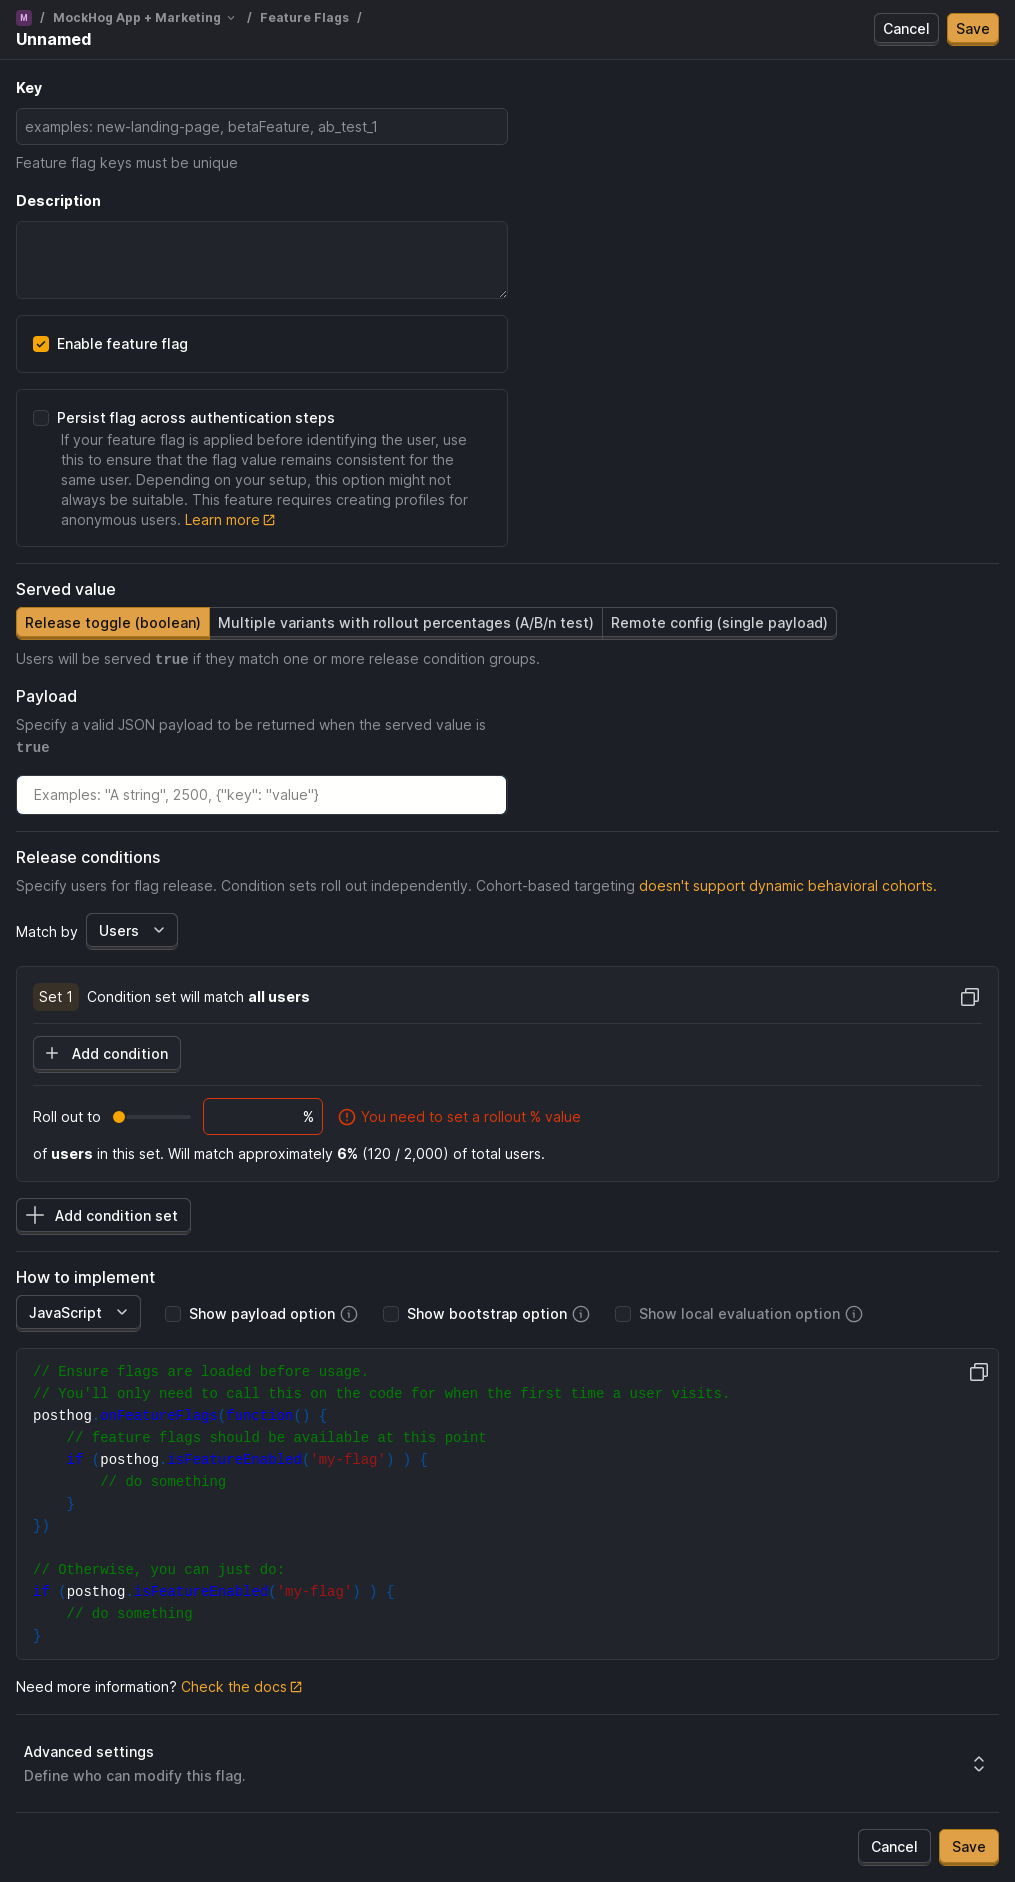 M / MockHog App + Marketing / Feature Flags /
Unnamed
Cancel
Save
Key
examples: new-landing-page, betaFeature, ab_test_1
Feature flag keys must be unique
Description
Enable feature flag
Persist flag across authentication steps
If your feature flag is applied before identifying the user, use
this to ensure that the flag value remains consistent for the
same user. Depending on your setup, this option might not
always be suitable. This feature requires creating profiles for
anonymous users. Learn more
Served value
Release toggle (boolean)
Multiple variants with rollout percentages (A/B/n test)
Remote config (single payload)
Users will be served true if they match one or more release condition groups.
Payload
Specify a valid JSON payload to be returned when the served value is
true
Examples: "A string", 2500, {"key": "value"}
Release conditions
Specify users for flag release. Condition sets roll out independently. Cohort-based targeting doesn't support dynamic behavioral cohorts.
Match by Users
Set 1 Condition set will match all users
Add condition
Roll out to % You need to set a rollout % value
of users in this set. Will match approximately 6% (120 / 2,000) of total users.
Add condition set
How to implement
JavaScript Show payload option Show bootstrap option Show local evaluation option
// Ensure flags are loaded before usage.
// You'll only need to call this on the code for when the first time a user visits.
posthog.onFeatureFlags(function() {
    // feature flags should be available at this point
    if (posthog.isFeatureEnabled('my-flag') ) {
        // do something
    }
})
// Otherwise, you can just do:
if (posthog.isFeatureEnabled('my-flag') ) {
    // do something
}
Need more information? Check the docs
Advanced settings
Define who can modify this flag.
Cancel
Save